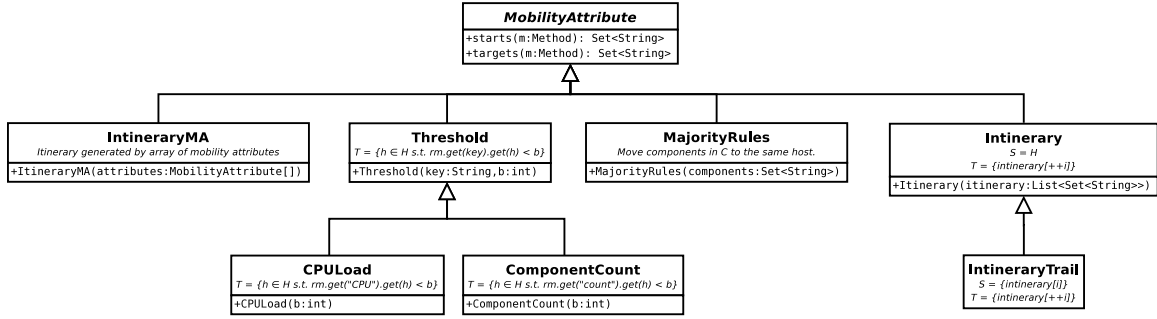 MobilityAttribute
+starts(m:Method): Set<String>
+targets(m:Method): Set<String>
IntineraryMA
Itinerary generated by array of mobility attributes
+ItineraryMA(attributes:MobilityAttribute[])
Threshold
T = {h ∈ H s.t. rm.get(key).get(h) < b}
+Threshold(key:String,b:int)
MajorityRules
Move components in C to the same host.
+MajorityRules(components:Set<String>)
Intinerary
S = H
T = {intinerary[++i]}
+Itinerary(itinerary:List<Set<String>>)
CPULoad
T = {h ∈ H s.t. rm.get("CPU").get(h) < b}
+CPULoad(b:int)
ComponentCount
T = {h ∈ H s.t. rm.get("count").get(h) < b}
+ComponentCount(b:int)
IntineraryTrail
S = {intinerary[i]}
T = {intinerary[++i]}